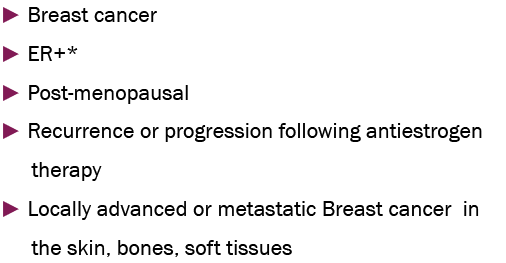 ▶ Breast cancer
▶ ER+*
▶ Post-menopausal
▶ Recurrence or progression following antiestrogen
therapy
▶ Locally advanced or metastatic Breast cancer  in
the skin, bones, soft tissues